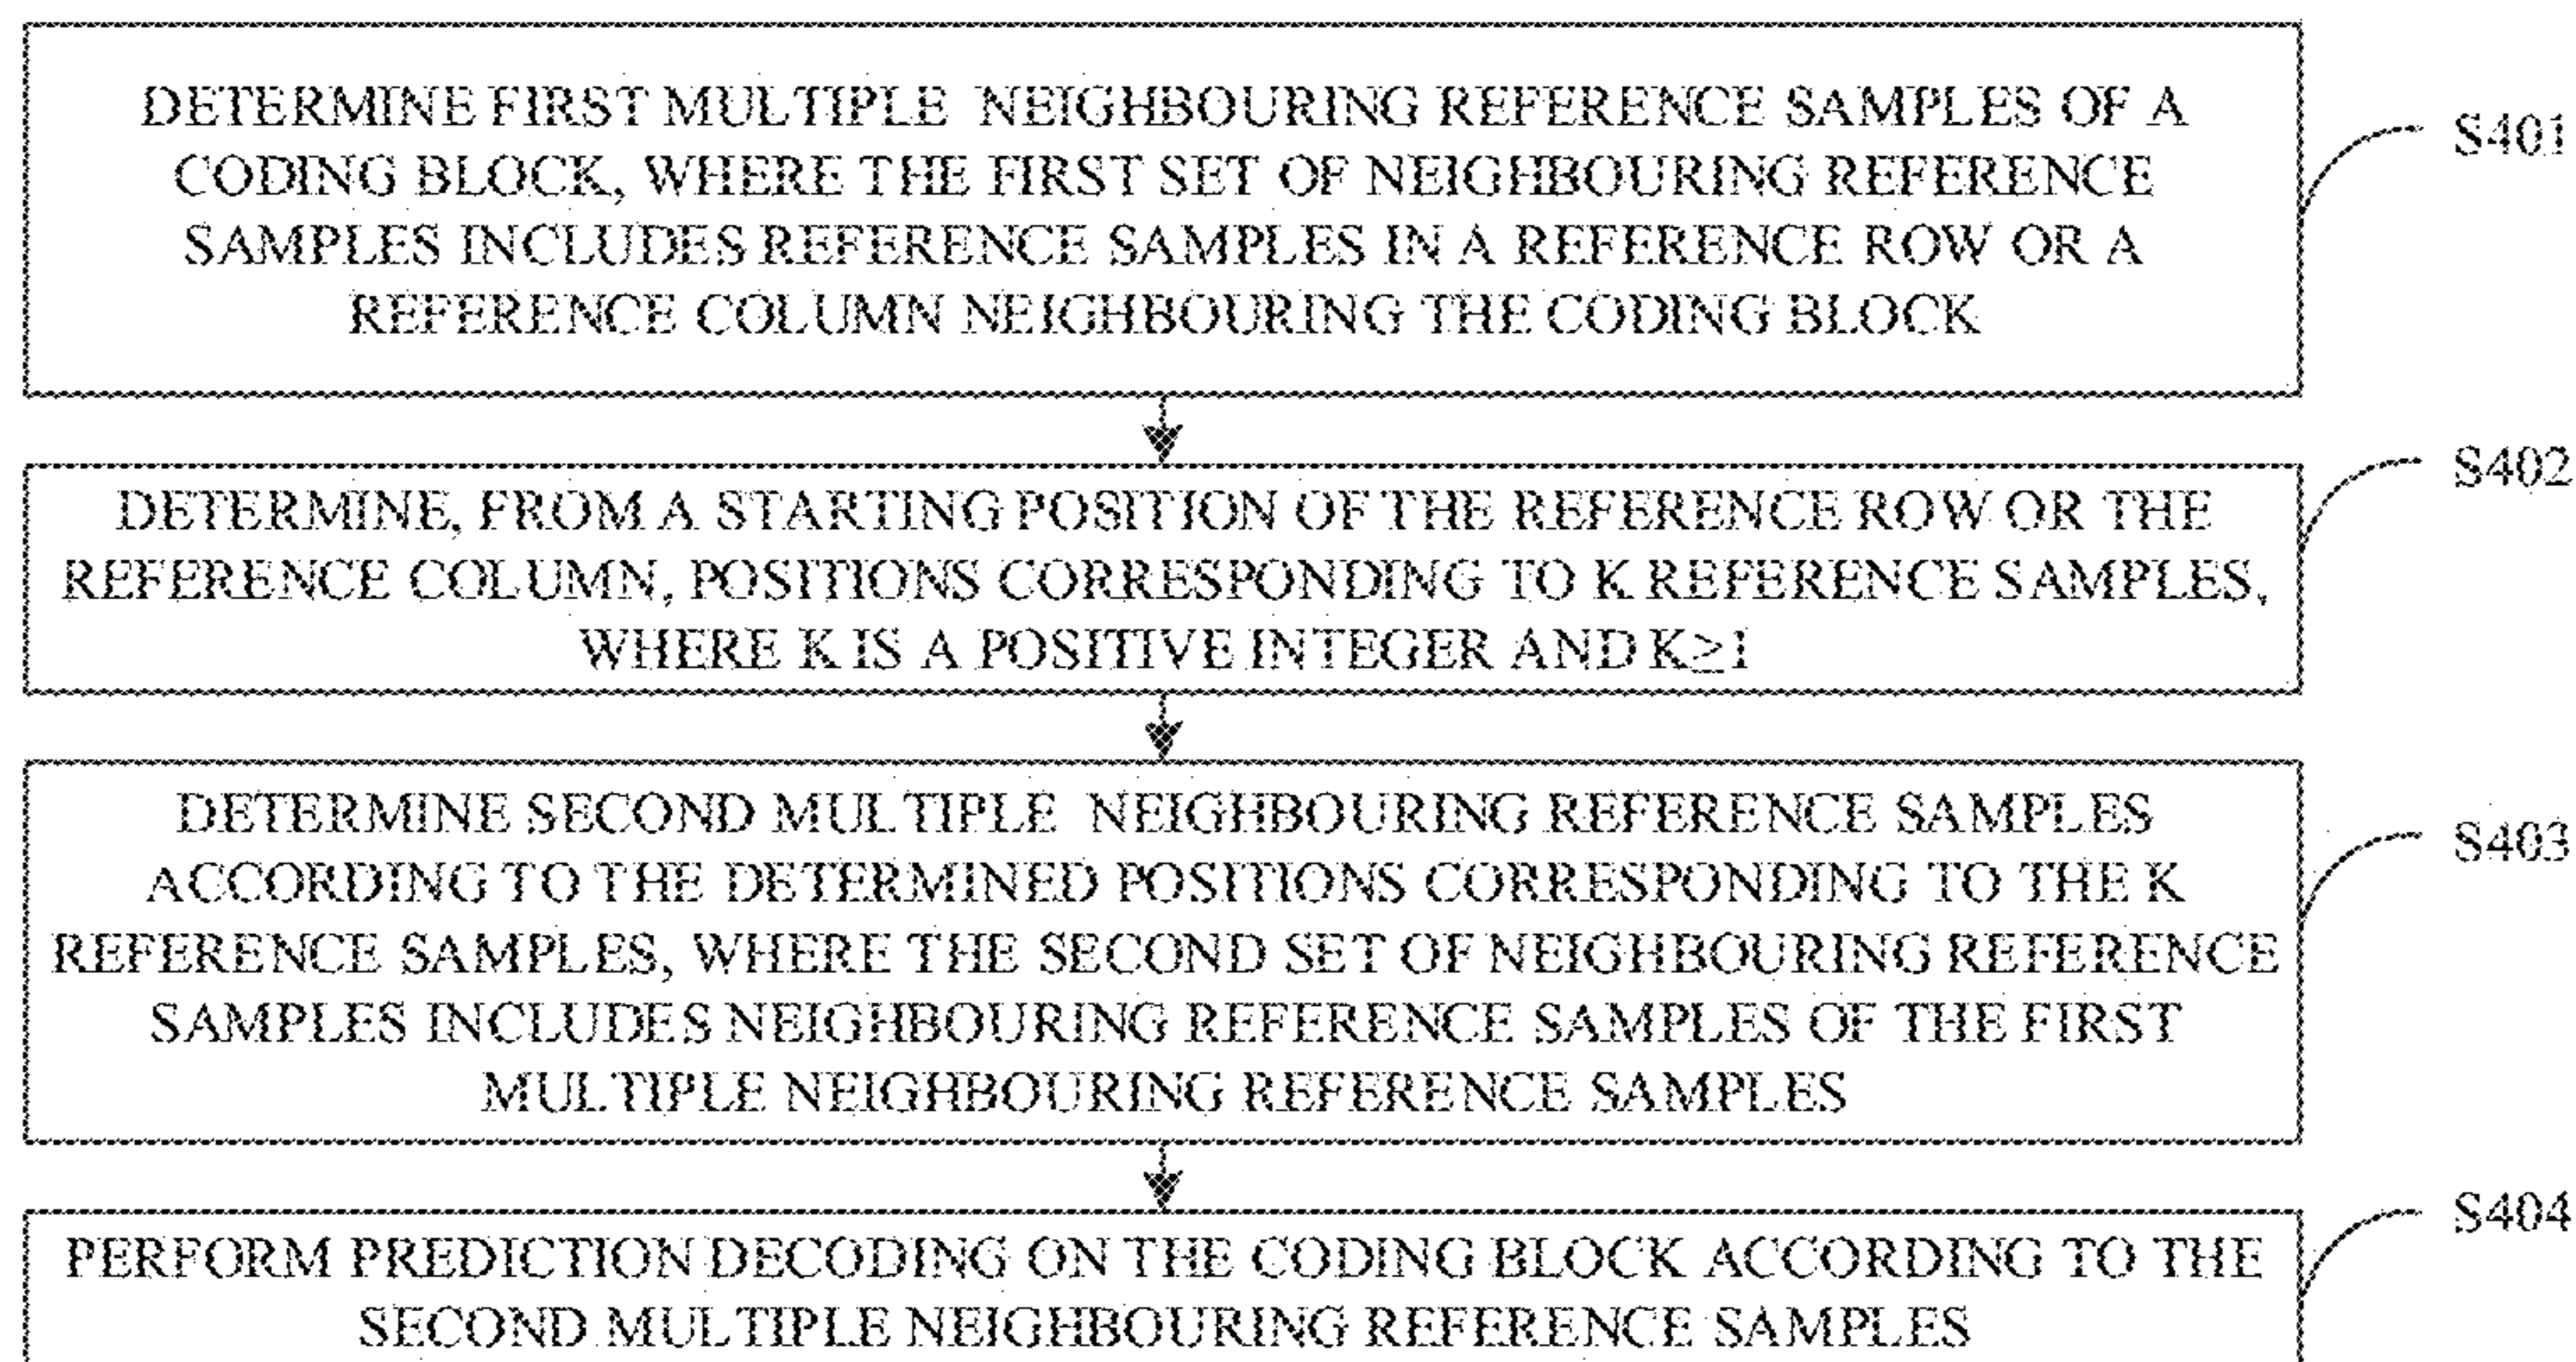 DETERMINE FIRST MULTIPLE NEIGHBOURING REFERENCE SAMPLES OF A
CODING BLOCK, WHERE THE FIRST SET OF NEIGHBOURING REFERENCE
SAMPLES INCLUDES REFERENCE SAMPLES IN A REFERENCE ROW OR A
REFERENCE COLUMN NEIGHBOURING THE CODING BLOCK
S401
DETERMINE, FROM A STARTING POSITION OF THE REFERENCE ROW OR THE
REFERENCE COLUMN, POSITIONS CORRESPONDING TO K REFERENCE SAMPLES,
WHERE K IS A POSITIVE INTEGER AND K≥1
S402
DETERMINE SECOND MULTIPLE NEIGHBOURING REFERENCE SAMPLES
ACCORDING TO THE DETERMINED POSITIONS CORRESPONDING TO THE K
REFERENCE SAMPLES, WHERE THE SECOND SET OF NEIGHBOURING REFERENCE
SAMPLES INCLUDES NEIGHBOURING REFERENCE SAMPLES OF THE FIRST
MULTIPLE NEIGHBOURING REFERENCE SAMPLES
S403
PERFORM PREDICTION DECODING ON THE CODING BLOCK ACCORDING TO THE
SECOND MULTIPLE NEIGHBOURING REFERENCE SAMPLES
S404